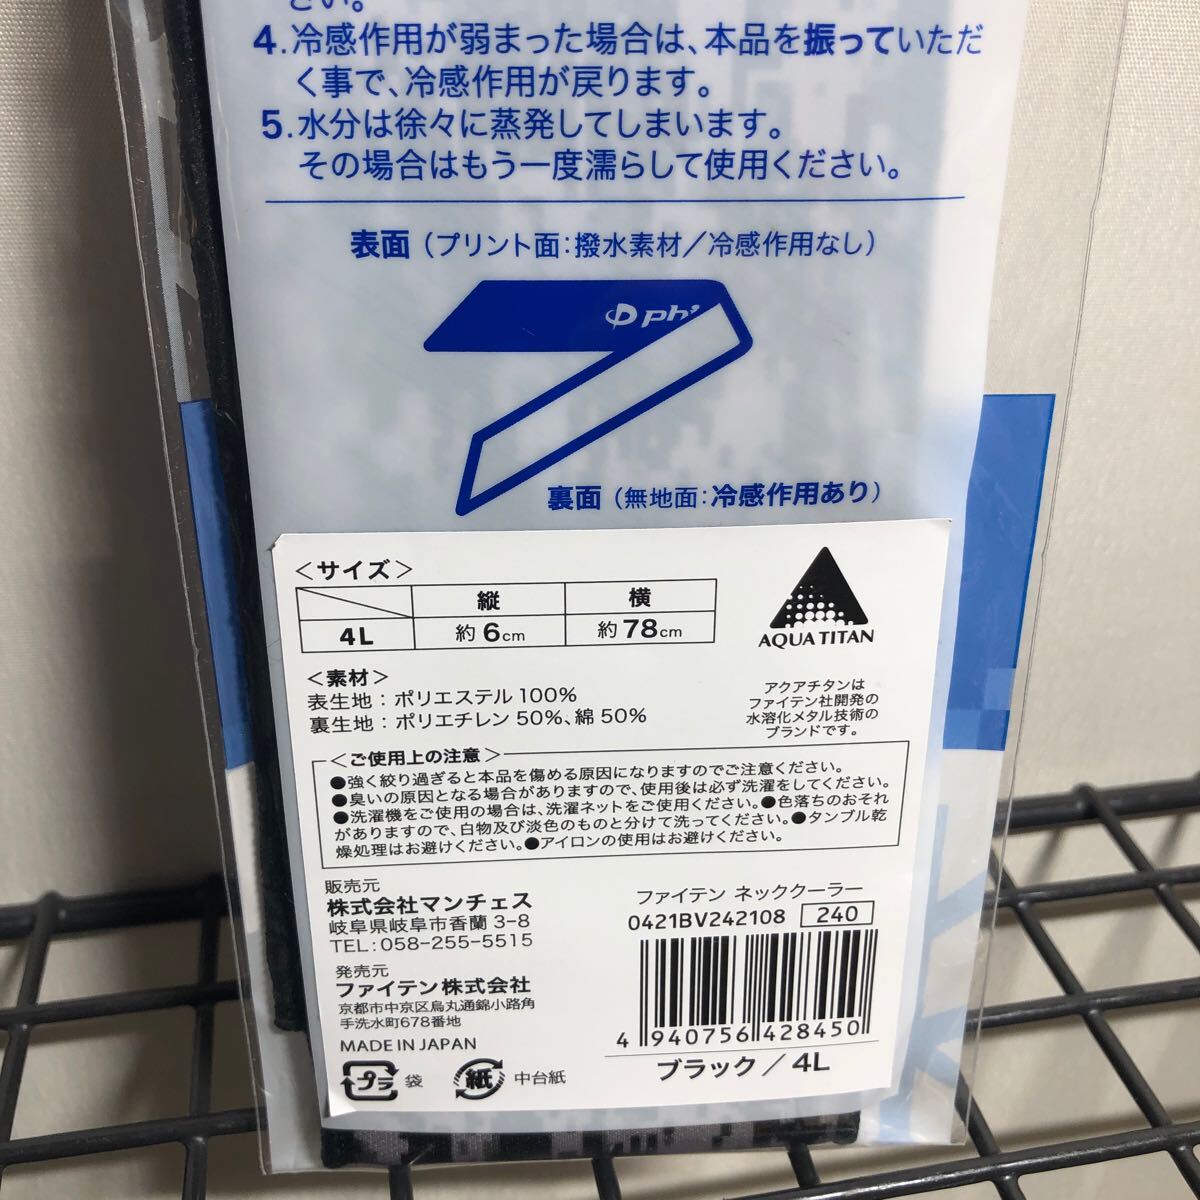 さい。
4.冷感作用が弱まった場合は、本品を振っていただ
く事で、冷感作用が戻ります。
5.水分は徐々に蒸発してしまいます。
その場合はもう一度濡らして使用ください。
表面（プリント面:撥水素材／冷感作用なし）
phi
裏面（無地面:冷感作用あり）
＜サイズ＞
縦 横
4L 約6cm 約78cm
AQUA TITAN
＜素材＞
表生地：ポリエステル100%
裏生地：ポリエチレン50%、綿50%
アクアチタンは
ファイテン社開発の
水溶化メタル技術の
ブランドです。
＜ご使用上の注意＞
●強く絞り過ぎると本品を傷める原因になりますのでご注意ください。
●臭いの原因となる場合がありますので、使用後は必ず洗濯をしてください。
●洗濯機をご使用の場合は、洗濯ネットをご使用ください。●色落ちのおそれ
がありますので、白物及び淡色のものと分けて洗ってください。●タンブル乾
燥処理はお避けください。●アイロンの使用はお避けください。
販売元
株式会社マンチェス
岐阜県岐阜市香蘭3-8
TEL:058-255-5515
発売元
ファイテン株式会社
京都市中京区烏丸通錦小路角
手洗水町678番地
MADE IN JAPAN
プラ 袋 紙 中台紙
ファイテン ネッククーラー
0421BV242108 240
4 940756 428450
ブラック／4L